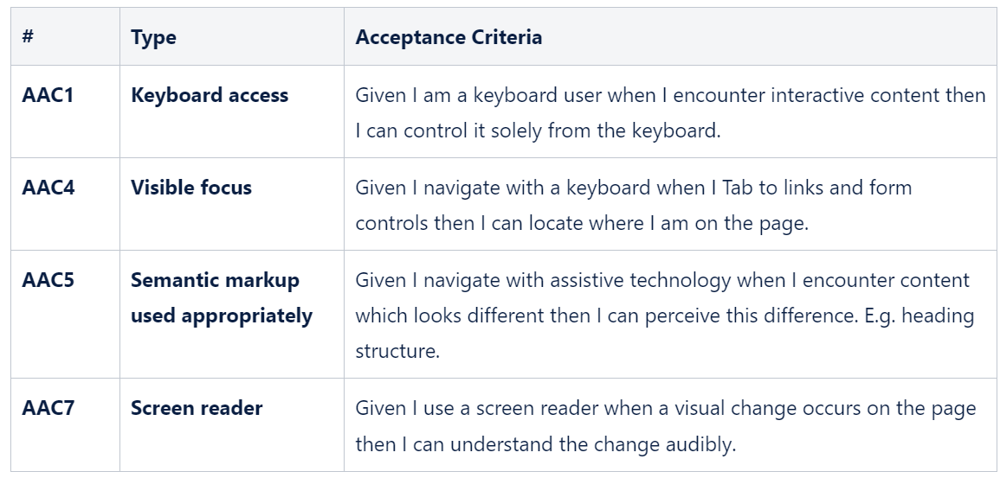 # Type Acceptance Criteria
AAC1 Keyboard access Given I am a keyboard user when I encounter interactive content then
I can control it solely from the keyboard.
AAC4 Visible focus Given I navigate with a keyboard when I Tab to links and form
controls then I can locate where I am on the page.
AAC5 Semantic markup Given I navigate with assistive technology when I encounter content
used appropriately which looks different then I can perceive this difference. E.g. heading
structure.
AAC7 Screen reader Given I use a screen reader when a visual change occurs on the page
then I can understand the change audibly.